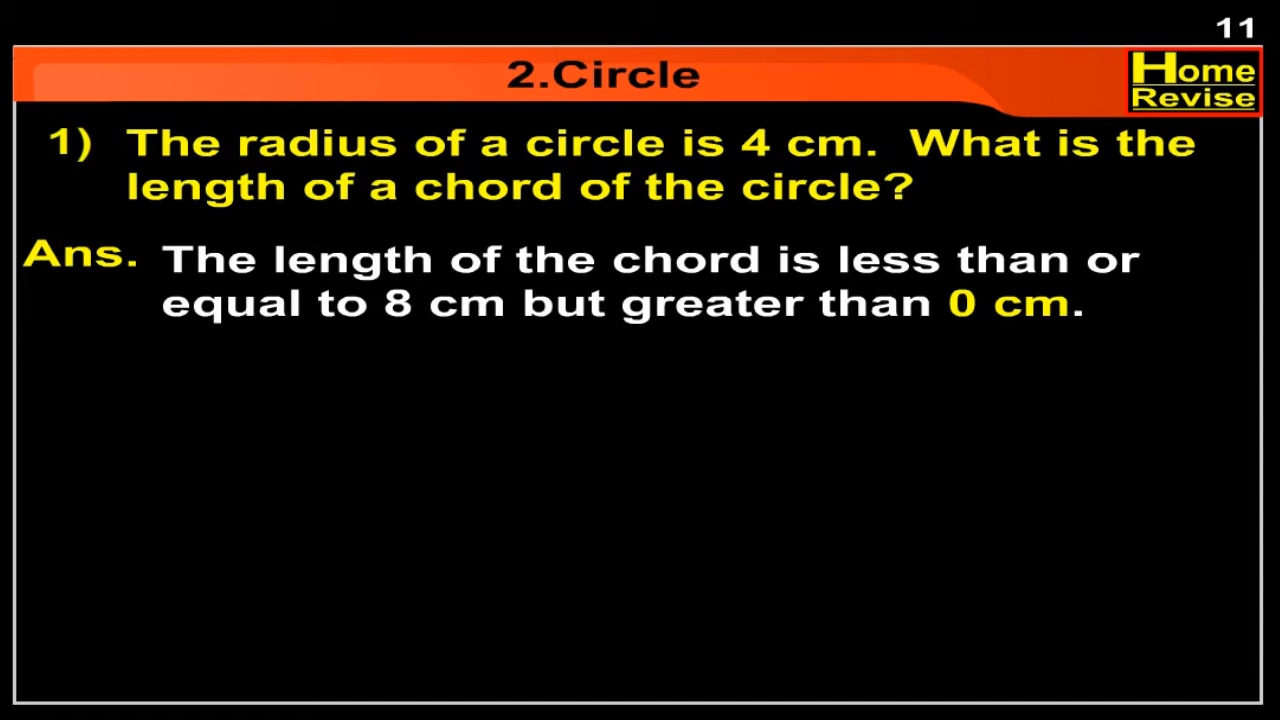 11
2.Circle
Home
Revise
1) The radius of a circle is 4 cm. What is the
length of a chord of the circle?
Ans. The length of the chord is less than or
equal to 8 cm but greater than 0 cm.